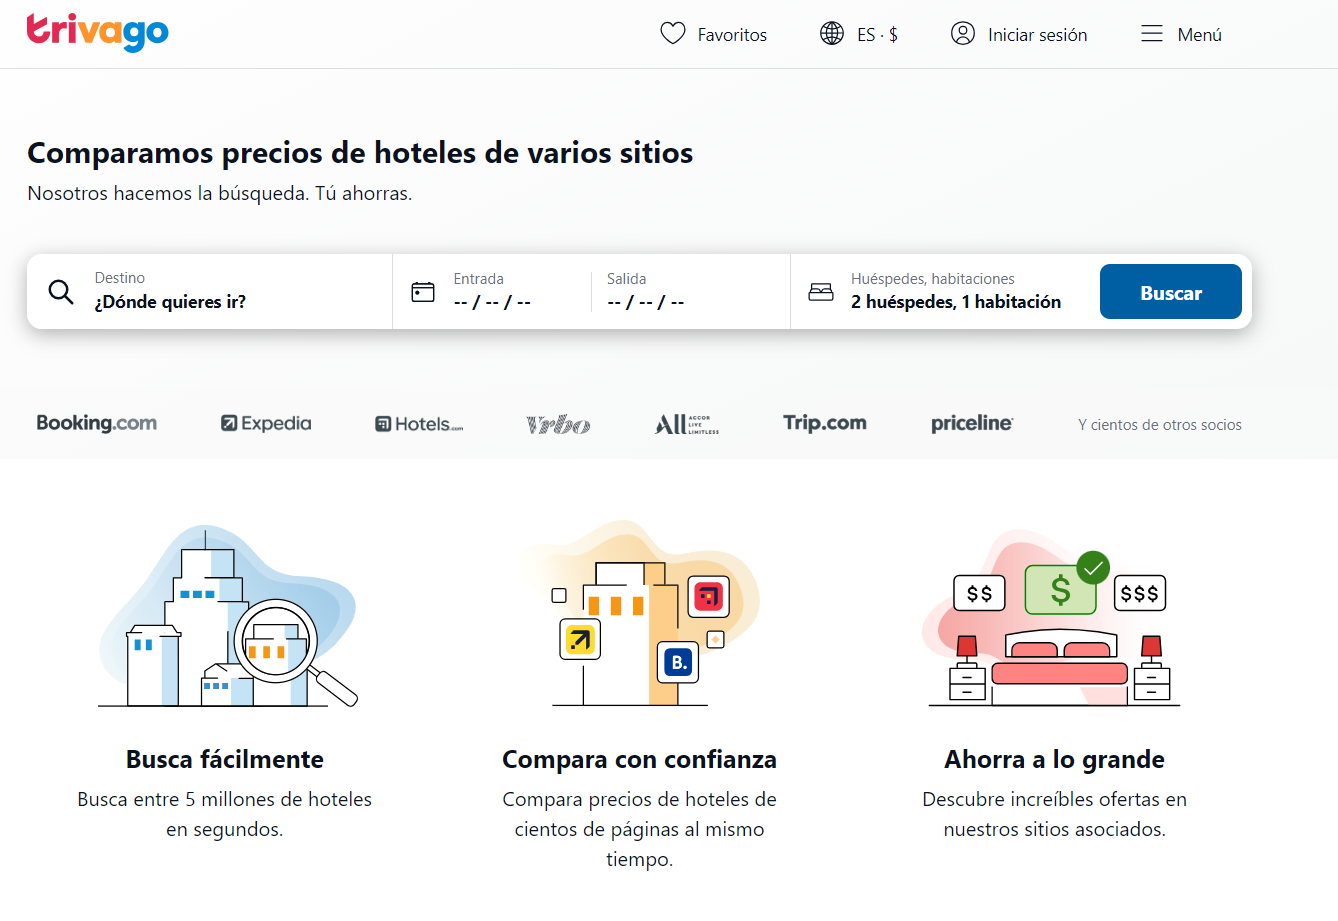 trivago
Favoritos
ES · $
Iniciar sesión
Menú
Comparamos precios de hoteles de varios sitios
Nosotros hacemos la búsqueda. Tú ahorras.
Destino
¿Dónde quieres ir?
Entrada
-- / -- / --
Salida
-- / -- / --
Huéspedes, habitaciones
2 huéspedes, 1 habitación
Buscar
Booking.com
Expedia
Hotels.com
Vrbo
All ACCOR
LIVE
LIMITLESS
Trip.com
priceline
Y cientos de otros socios
B.
$$
$
$$$
Busca fácilmente
Busca entre 5 millones de hoteles
en segundos.
Compara con confianza
Compara precios de hoteles de
cientos de páginas al mismo
tiempo.
Ahorra a lo grande
Descubre increíbles ofertas en
nuestros sitios asociados.